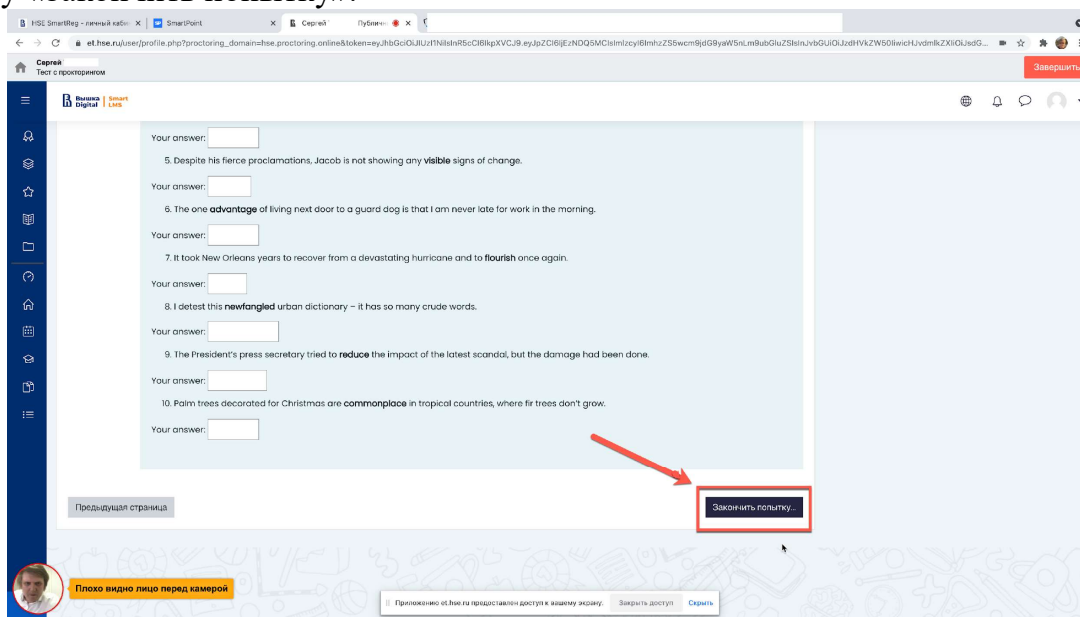 у «закончить попытку».
HSE SmartReg - личный каби
SmartPoint
Сергей Публичн
et.hse.ru/user/profile.php?proctoring_domain=hse.proctoring.online&token=
Сергей
Тест с прокторингом
Завершить
Вышка Digital Smart LMS
Your answer:
5. Despite his fierce proclamations, Jacob is not showing any visible signs of change.
Your answer:
6. The one advantage of living next door to a guard dog is that I am never late for work in the morning.
Your answer:
7. It took New Orleans years to recover from a devastating hurricane and to flourish once again.
Your answer:
8. I detest this newfangled urban dictionary – it has so many crude words.
Your answer:
9. The President's press secretary tried to reduce the impact of the latest scandal, but the damage had been done.
Your answer:
10. Palm trees decorated for Christmas are commonplace in tropical countries, where fir trees don't grow.
Your answer:
Предыдущая страница
Закончить попытку...
Плохо видно лицо перед камерой
Приложению et.hse.ru предоставлен доступ к вашему экрану.
Закрыть доступ
Скрыть